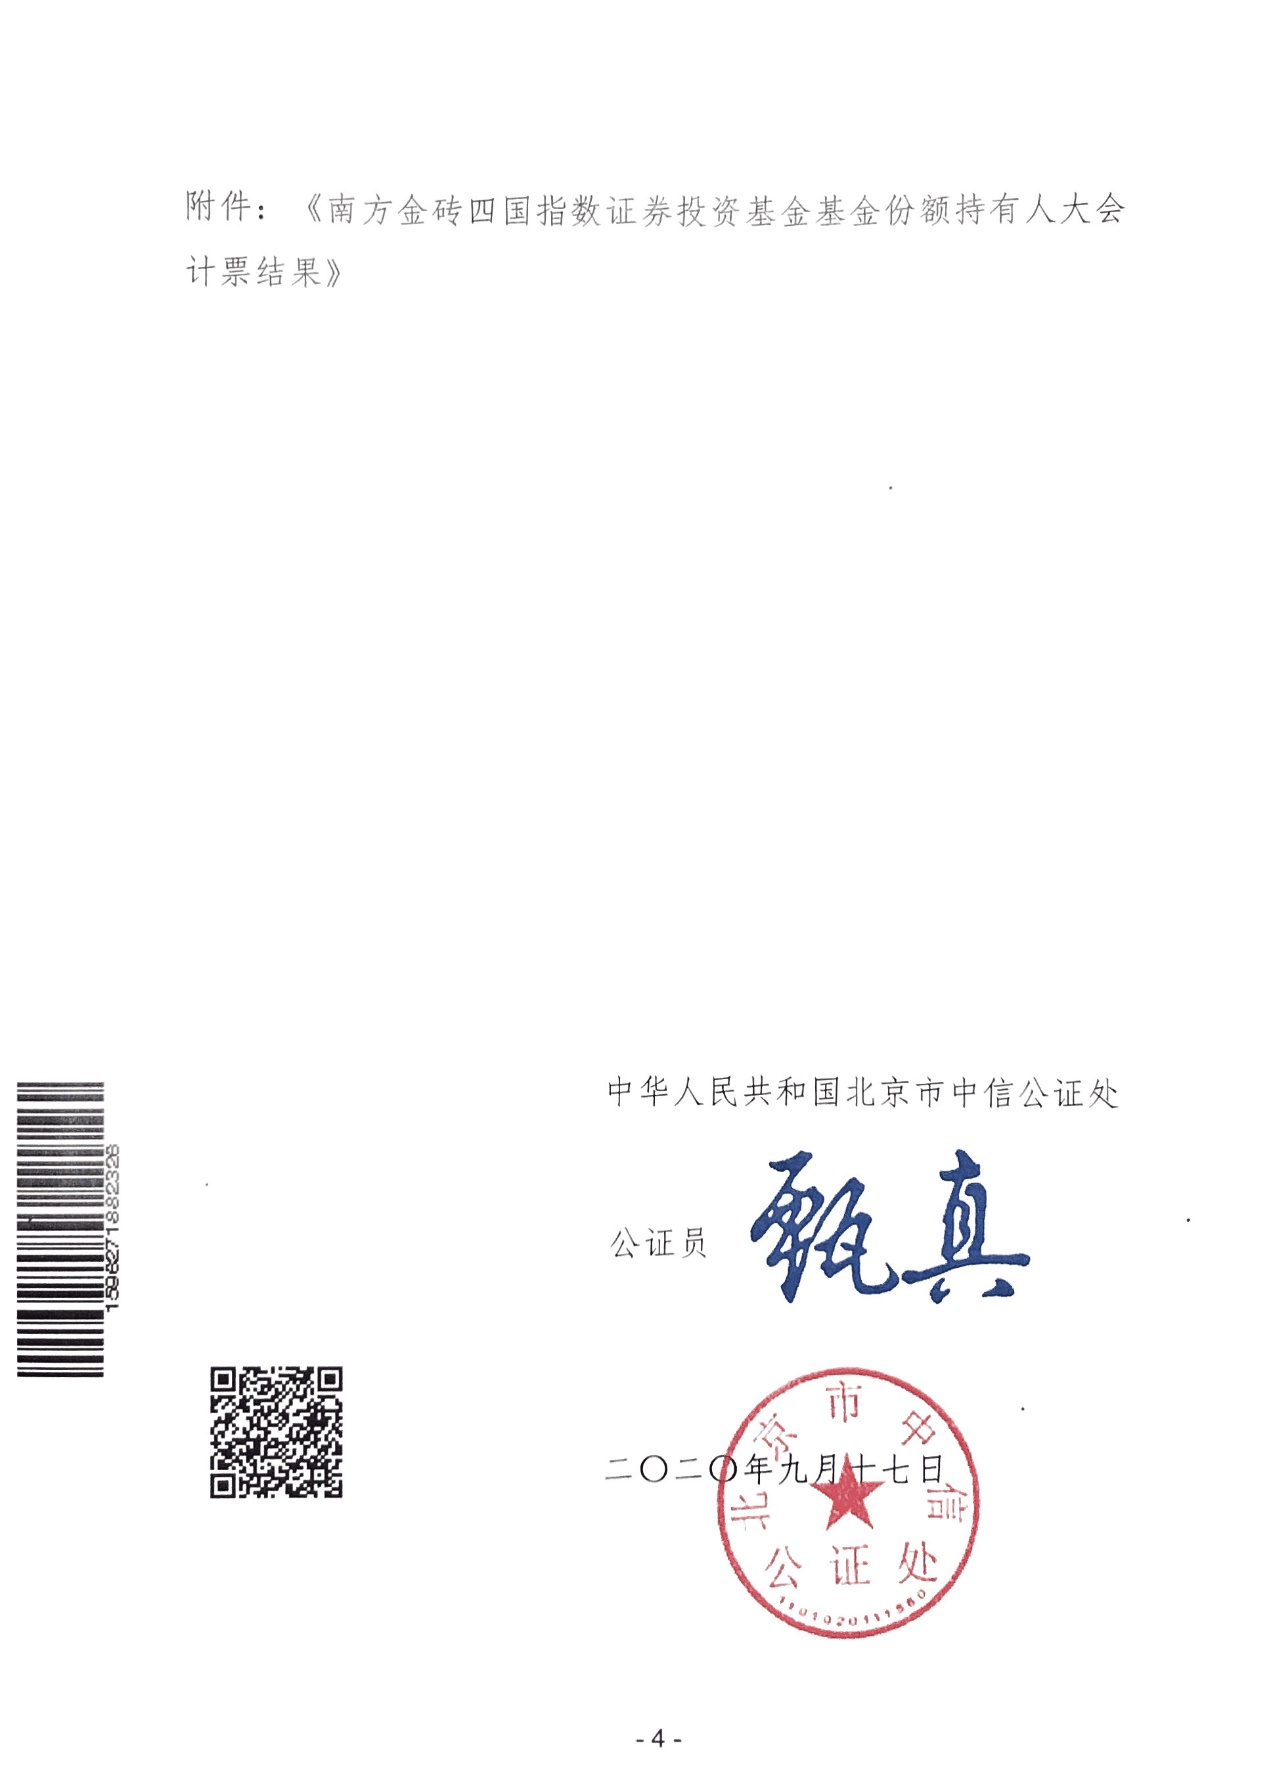 附件：《南方金砖四国指数证券投资基金基金份额持有人大会
计票结果》
中华人民共和国北京市中信公证处
159627188232​8
公证员 甄真
二〇二〇年九月十七日
北京市中信
公证处
1101020111560
- 4 -